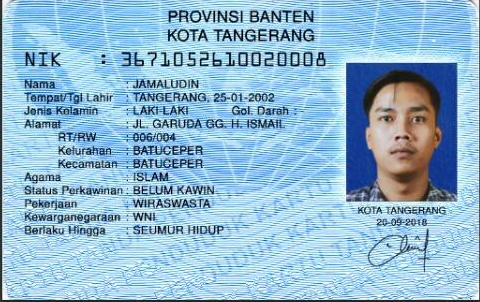 PROVINSI BANTEN
KOTA TANGERANG
NIK : 3671052610020008
Nama : JAMALUDIN
Tempat/Tgl Lahir : TANGERANG, 25-01-2002
Jenis Kelamin : LAKI-LAKI Gol. Darah :
Alamat : JL. GARUDA GG. H. ISMAIL
RT/RW : 006/004
Kelurahan : BATUCEPER
Kecamatan : BATUCEPER
Agama : ISLAM
Status Perkawinan : BELUM KAWIN
Pekerjaan : WIRASWASTA
Kewarganegaraan : WNI
Berlaku Hingga : SEUMUR HIDUP
KOTA TANGERANG
20-09-2018